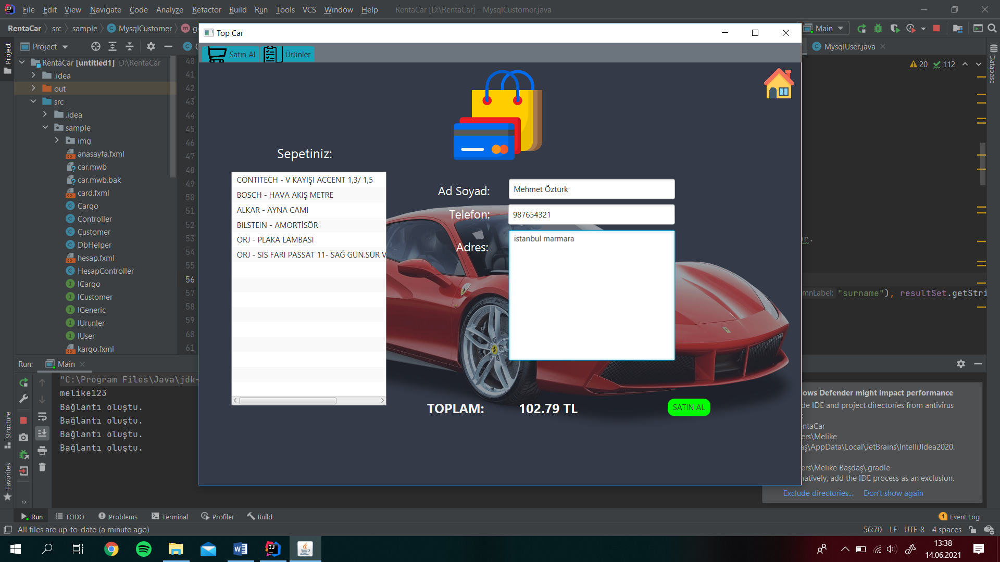 File Edit View Navigate Code Analyze Refactor Build Run Tools VCS Window Help RentaCar [D:\RentaCar] - MysqlCustomer.java
RentaCar src sample MysqlCustomer
Main
Top Car
Project
MysqlUser.java
Satın Al Ürünler
20 112
Project
Database
RentaCar [untitled1] D:\RentaCar
.idea
out
src
.idea
sample
img
anasayfa.fxml
car.mwb
car.mwb.bak
card.fxml
Cargo
Controller
Customer
DbHelper
hesap.fxml
HesapController
ICargo
ICustomer
IGeneric
IUrunler
IUser
kargo.fxml
40
41
42
43
44
45
46
47
48
49
50
51
52
53
54
55
56
57
58
59
60
61
Sepetiniz:
CONTITECH - V KAYIŞI ACCENT 1,3/ 1,5
BOSCH - HAVA AKIŞ METRE
ALKAR - AYNA CAMI
BILSTEIN - AMORTİSÖR
ORJ - PLAKA LAMBASI
ORJ - SİS FARI PASSAT 11- SAĞ GÜN.SÜR V
Ad Soyad: Mehmet Öztürk
Telefon: 987654321
Adres: istanbul marmara
TOPLAM: 102.79 TL SATIN AL
mnLabel: "surname"), resultSet.getStri
Run: Main
"C:\Program Files\Java\jdk-
melike123
Bağlantı oluştu.
Bağlantı oluştu.
Bağlantı oluştu.
Bağlantı oluştu.
Structure
Favorites
ows Defender might impact performance
de IDE and project directories from antivirus
:
entaCar
ers\Melike
aş\AppData\Local\JetBrains\IntelliJIdea2020.
ers\Melike Başdaş\.gradle
natively, add the IDE process as an exclusion.
Exclude directories... Don't show again
Run TODO Problems Terminal Profiler Build
1 Event Log
All files are up-to-date (a minute ago)
56:70 LF UTF-8 4 spaces
13:38
14.06.2021